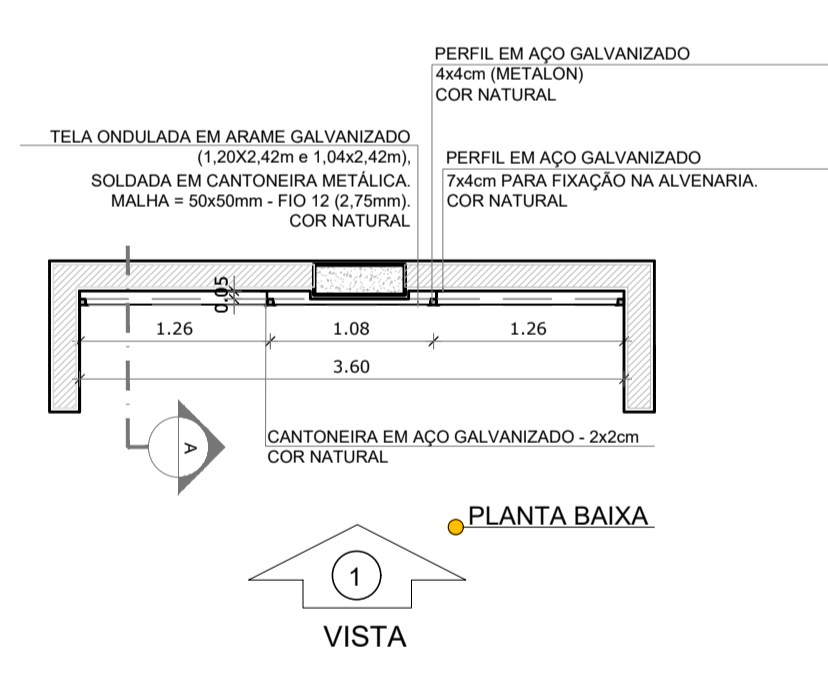 PERFIL EM AÇO GALVANIZADO
4x4cm (METALON)
COR NATURAL
TELA ONDULADA EM ARAME GALVANIZADO
(1,20X2,42m e 1,04x2,42m),
SOLDADA EM CANTONEIRA METÁLICA.
MALHA = 50x50mm - FIO 12 (2,75mm).
COR NATURAL
PERFIL EM AÇO GALVANIZADO
7x4cm PARA FIXAÇÃO NA ALVENARIA.
COR NATURAL
0.05
1.26
1.08
1.26
3.60
A
CANTONEIRA EM AÇO GALVANIZADO - 2x2cm
COR NATURAL
PLANTA BAIXA
1
VISTA